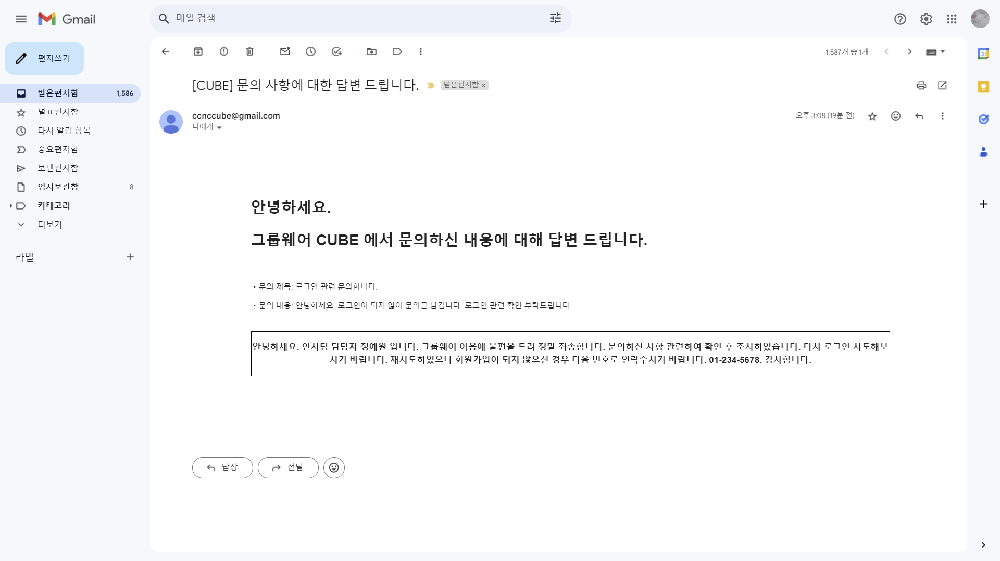 Gmail
메일 검색
편지쓰기
받은편지함 1,586
별표편지함
다시 알림 항목
중요편지함
보낸편지함
임시보관함 8
카테고리
더보기
라벨
1,587개 중 1개
[CUBE] 문의 사항에 대한 답변 드립니다. 받은편지함 ×
ccnccube@gmail.com
오후 3:08 (19분 전)
나에게
안녕하세요.
그룹웨어 CUBE 에서 문의하신 내용에 대해 답변 드립니다.
• 문의 제목: 로그인 관련 문의합니다.
• 문의 내용: 안녕하세요. 로그인이 되지 않아 문의글 남깁니다. 로그인 관련 확인 부탁드립니다.
안녕하세요. 인사팀 담당자 정예원 입니다. 그룹웨어 이용에 불편을 드려 정말 죄송합니다. 문의하신 사항 관련하여 확인 후 조치하였습니다. 다시 로그인 시도해보
시기 바랍니다. 재시도하였으나 회원가입이 되지 않으신 경우 다음 번호로 연락주시기 바랍니다. 01-234-5678. 감사합니다.
답장
전달
31